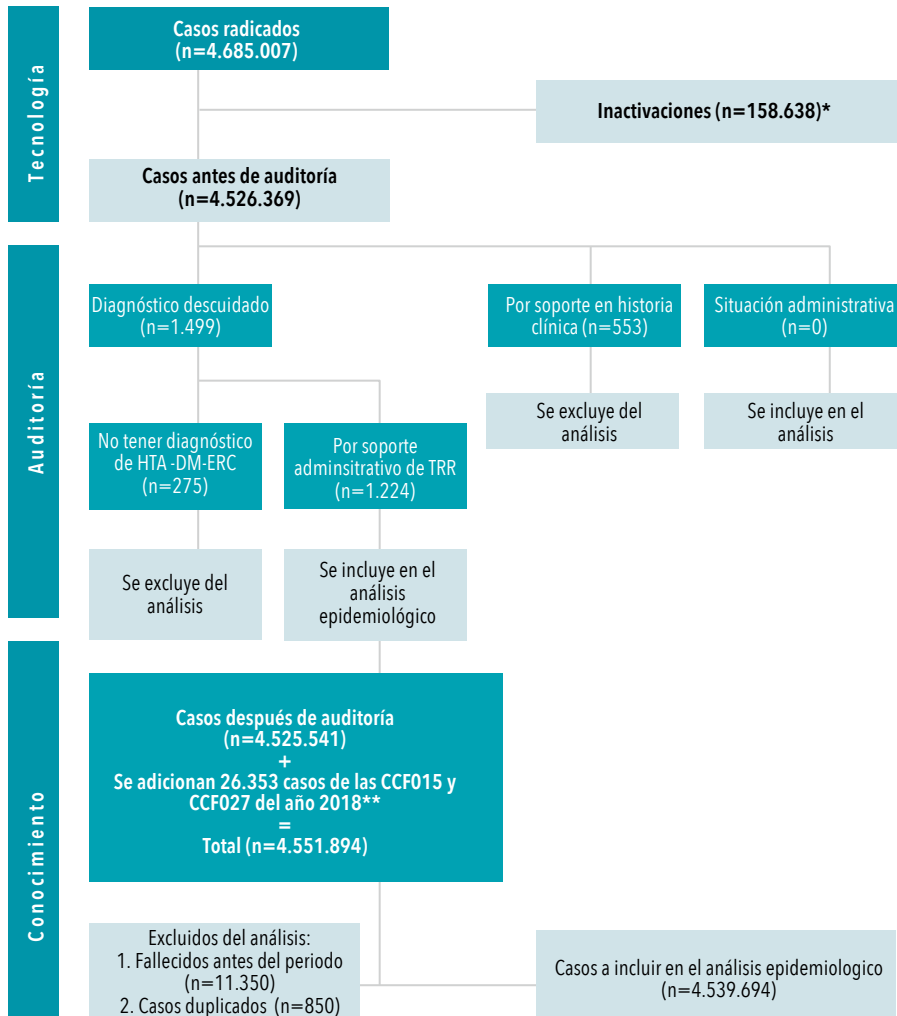 Tecnología
Casos radicados
(n=4.685.007)
Inactivaciones (n=158.638)*
Casos antes de auditoría
(n=4.526.369)
Auditoría
Diagnóstico descuidado
(n=1.499)
Por soporte en historia
clínica (n=553)
Situación administrativa
(n=0)
Se excluye del
análisis
Se incluye en el
análisis
No tener diagnóstico
de HTA -DM-ERC
(n=275)
Por soporte
adminsitrativo de TRR
(n=1.224)
Se excluye del
análisis
Se incluye en el
análisis
epidemiológico
Conocimiento
Casos después de auditoría
(n=4.525.541)
+
Se adicionan 26.353 casos de las CCF015 y
CCF027 del año 2018**
=
Total (n=4.551.894)
Excluidos del análisis:
1. Fallecidos antes del periodo
(n=11.350)
2. Casos duplicados (n=850)
Casos a incluir en el análisis epidemiologico
(n=4.539.694)